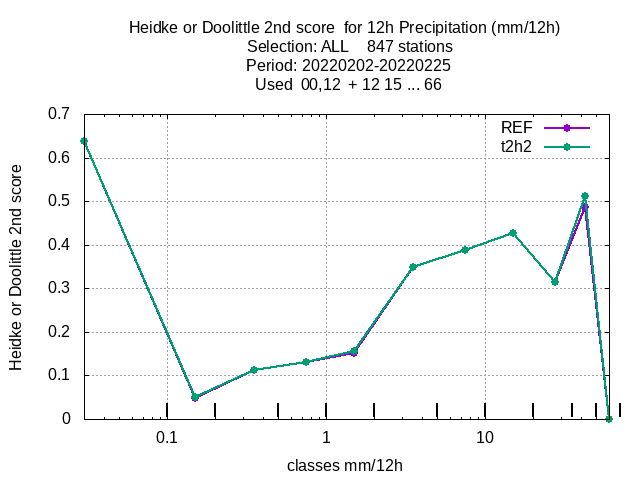 Heidke or Doolittle 2nd score  for 12h Precipitation (mm/12h)
Selection: ALL    847 stations
Period: 20220202-20220225
Used  00,12  + 12 15 ... 66
REF
t2h2
0.7
0.6
0.5
0.4
0.3
0.2
0.1
0
Heidke or Doolittle 2nd score
0.1
1
10
classes mm/12h